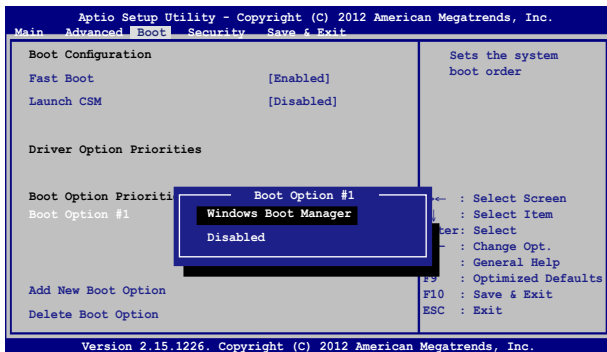 Aptio Setup Utility - Copyright (C) 2012 American Megatrends, Inc.
Main Advanced Boot Security Save & Exit
Boot Configuration
Fast Boot [Enabled]
Launch CSM [Disabled]
Driver Option Priorities
Boot Option Prioriti
Boot Option #1
Add New Boot Option
Delete Boot Option
Boot Option #1
Windows Boot Manager
Disabled
Sets the system
boot order
←  : Select Screen
: Select Item
ter: Select
: Change Opt.
: General Help
F9 : Optimized Defaults
F10 : Save & Exit
ESC : Exit
Version 2.15.1226. Copyright (C) 2012 American Megatrends, Inc.